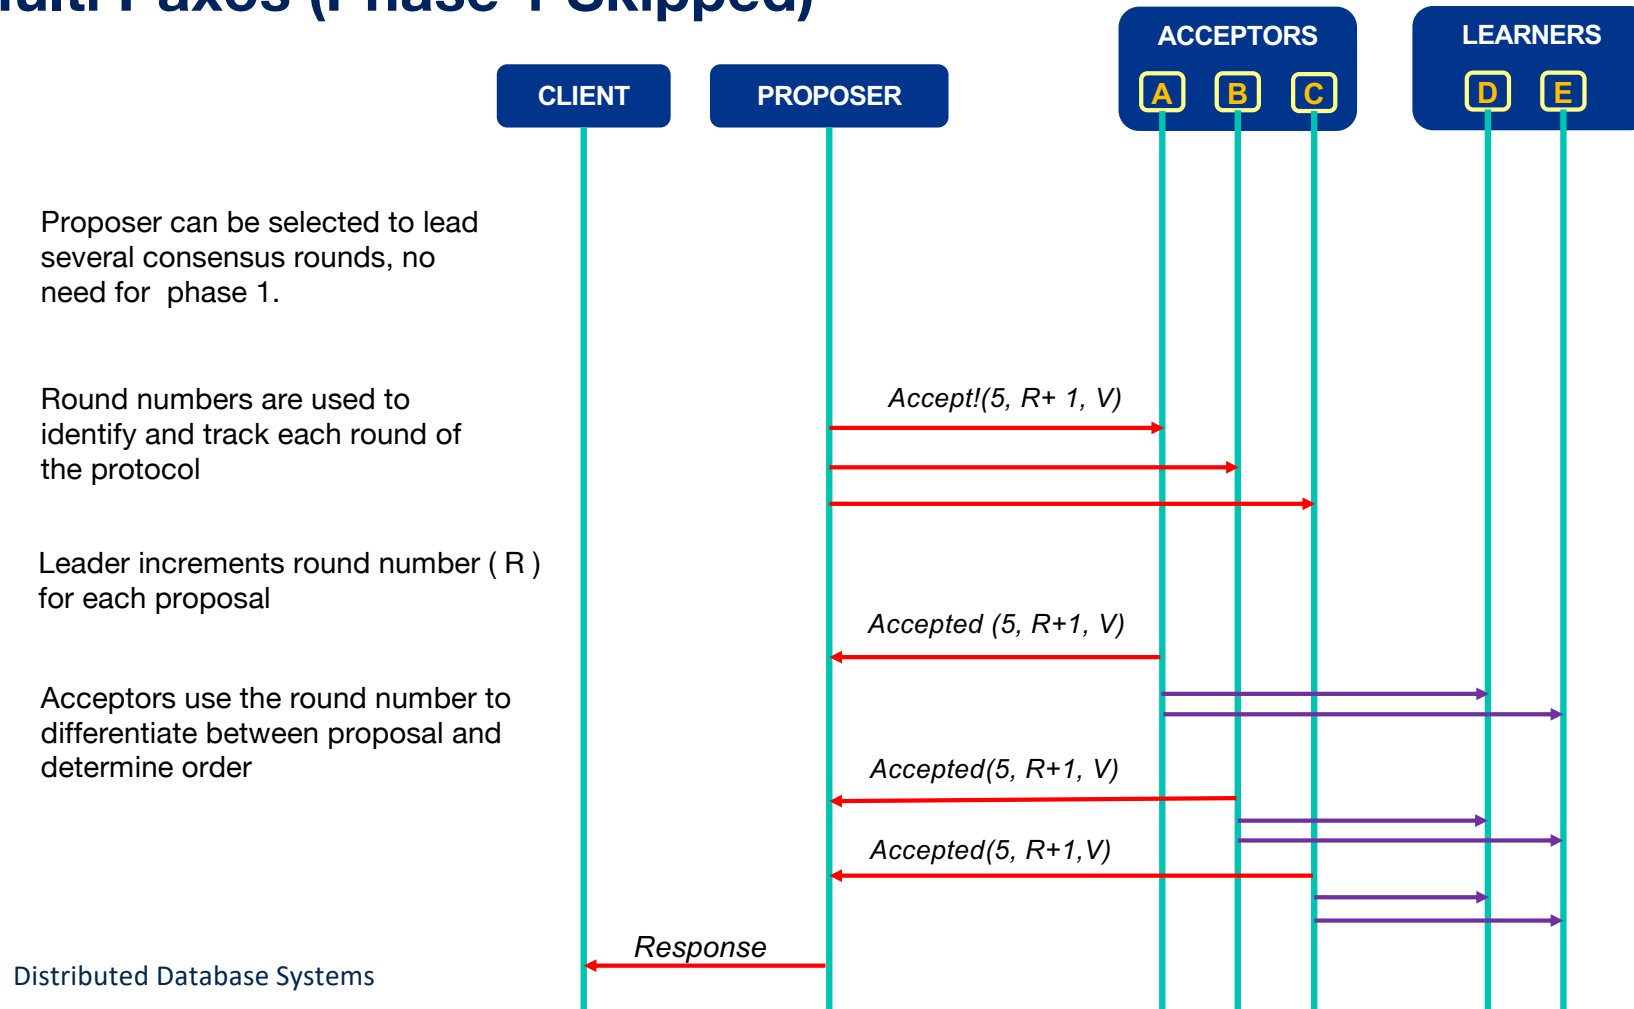 (Phase 1 Skipped)
ACCEPTORS
LEARNERS
CLIENT
PROPOSER
A
B
C
D
E
Proposer can be selected to lead
several consensus rounds, no
need for phase 1.
Round numbers are used to
identify and track each round of
the protocol
Accept!(5, R+ 1, V)
Leader increments round number ( R )
for each proposal
Accepted (5, R+1, V)
Acceptors use the round number to
differentiate between proposal and
determine order
Accepted(5, R+1, V)
Accepted(5, R+1,V)
Response
Distributed Database Systems